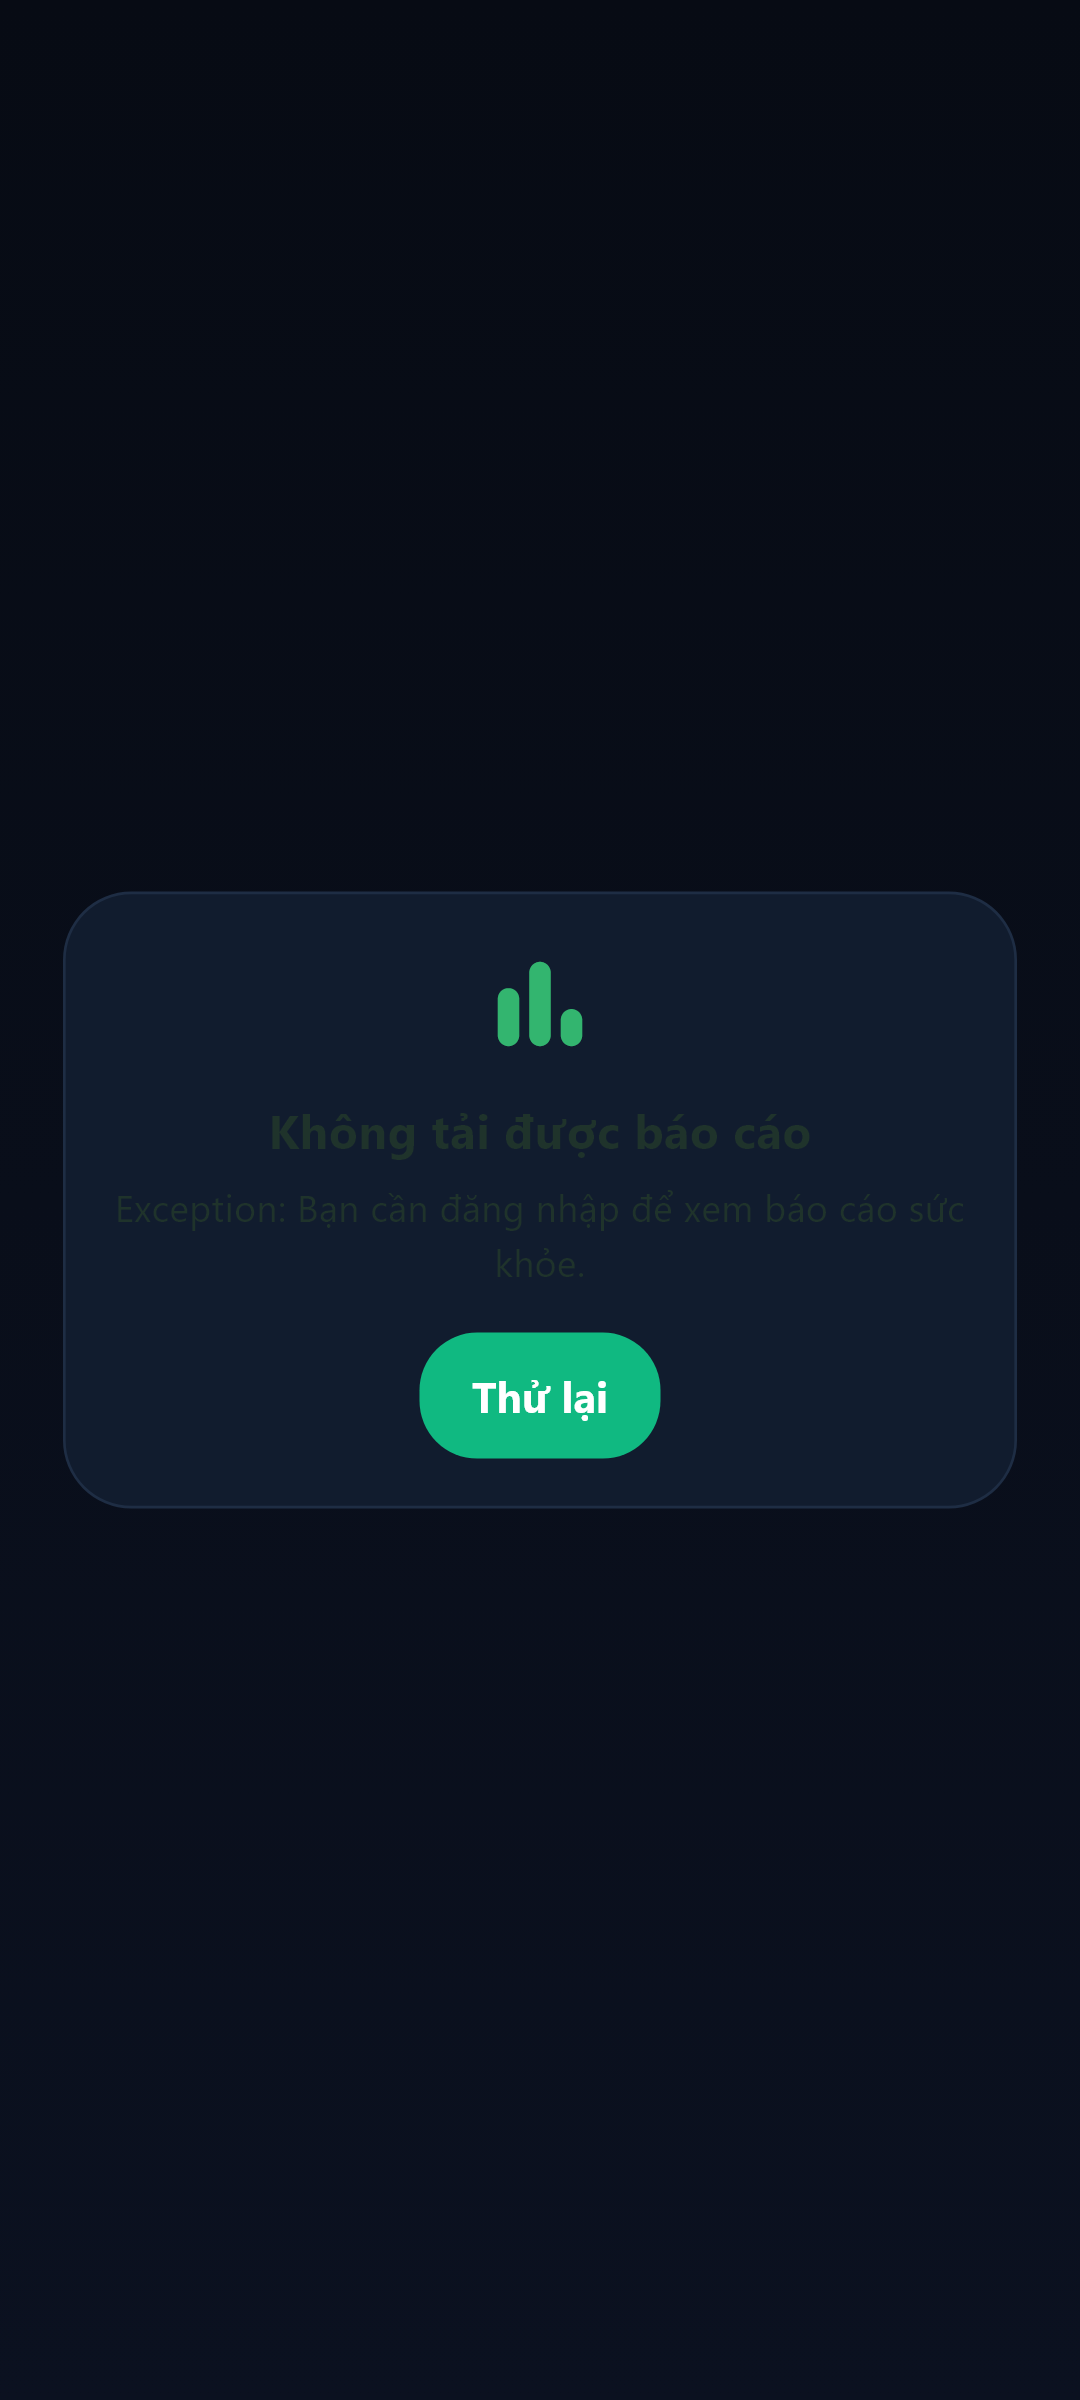 Không tải được báo cáo
Exception: Bạn cần đăng nhập để xem báo cáo sức
khỏe.
Thử lại